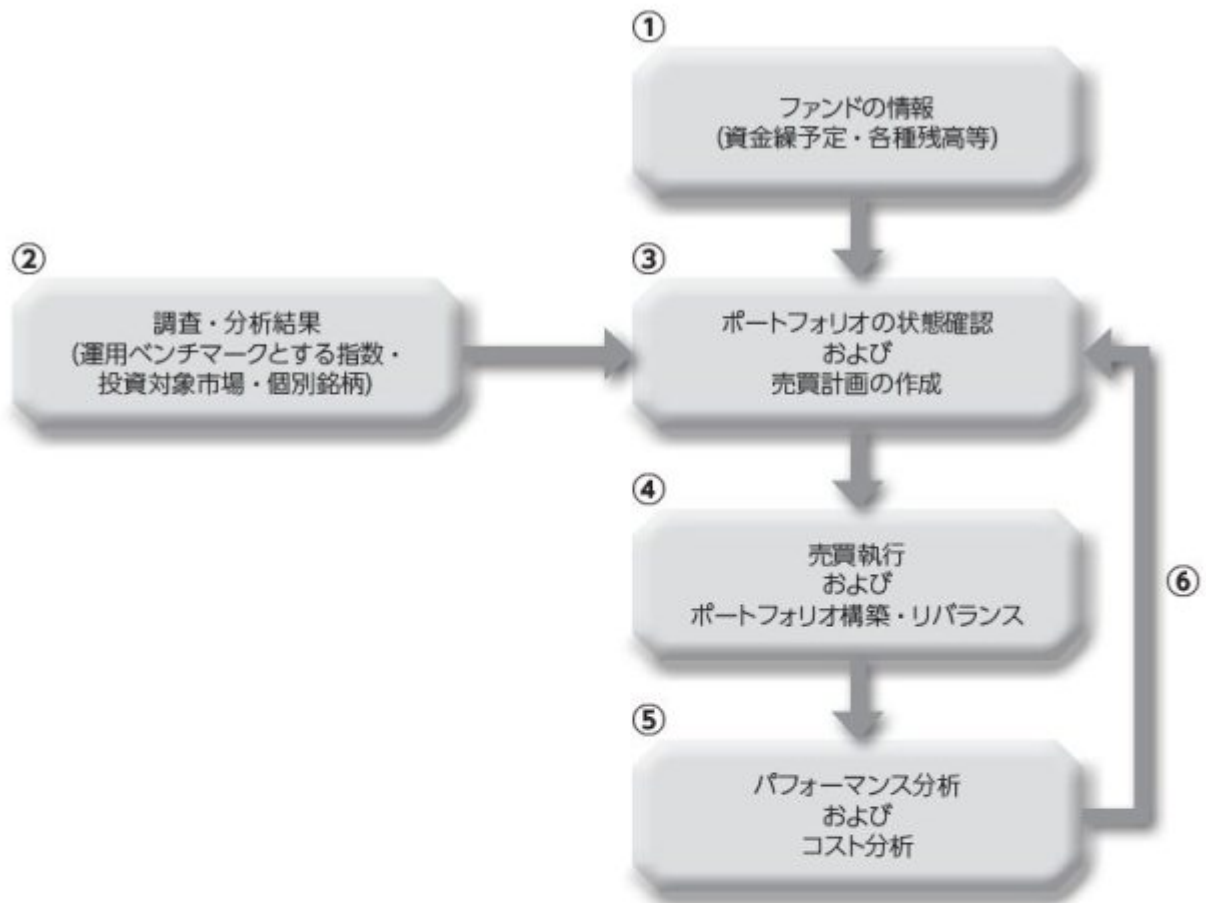 ①
ファンドの情報
(資金繰予定・各種残高等)
②
調査・分析結果
(運用ベンチマークとする指数・
投資対象市場・個別銘柄)
③
ポートフォリオの状態確認
および
売買計画の作成
④
売買執行
および
ポートフォリオ構築・リバランス
⑥
⑤
パフォーマンス分析
および
コスト分析